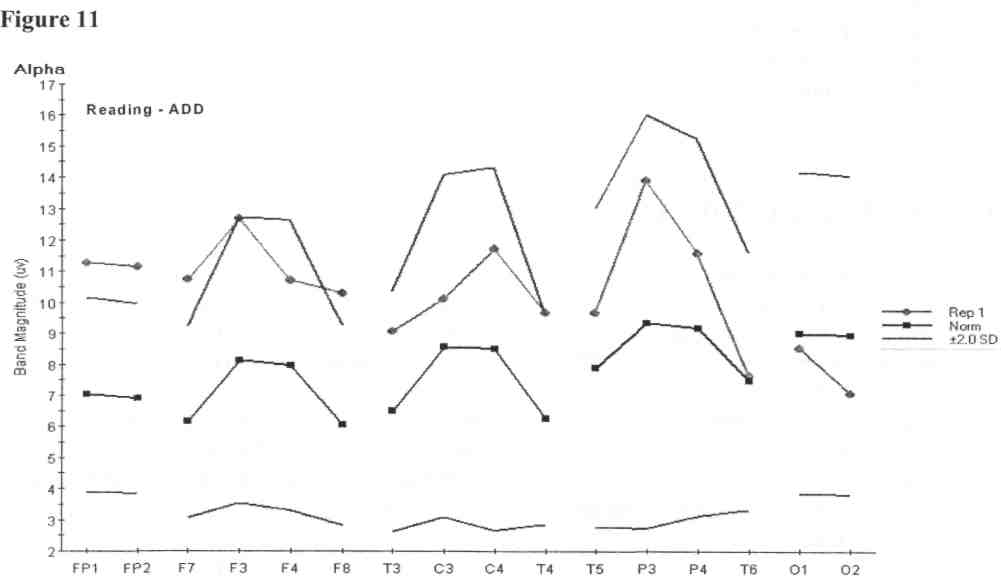 Figure 11
Alpha
Reading - ADD
17
16
15
14
13
12
11
10
9
8
7
6
5
4
3
2
Band Magnitude (uv)
Rep 1
Norm
±2.0 SD
FP1 FP2 F7 F3 F4 F8 T3 C3 C4 T4 T5 P3 P4 T6 O1 O2